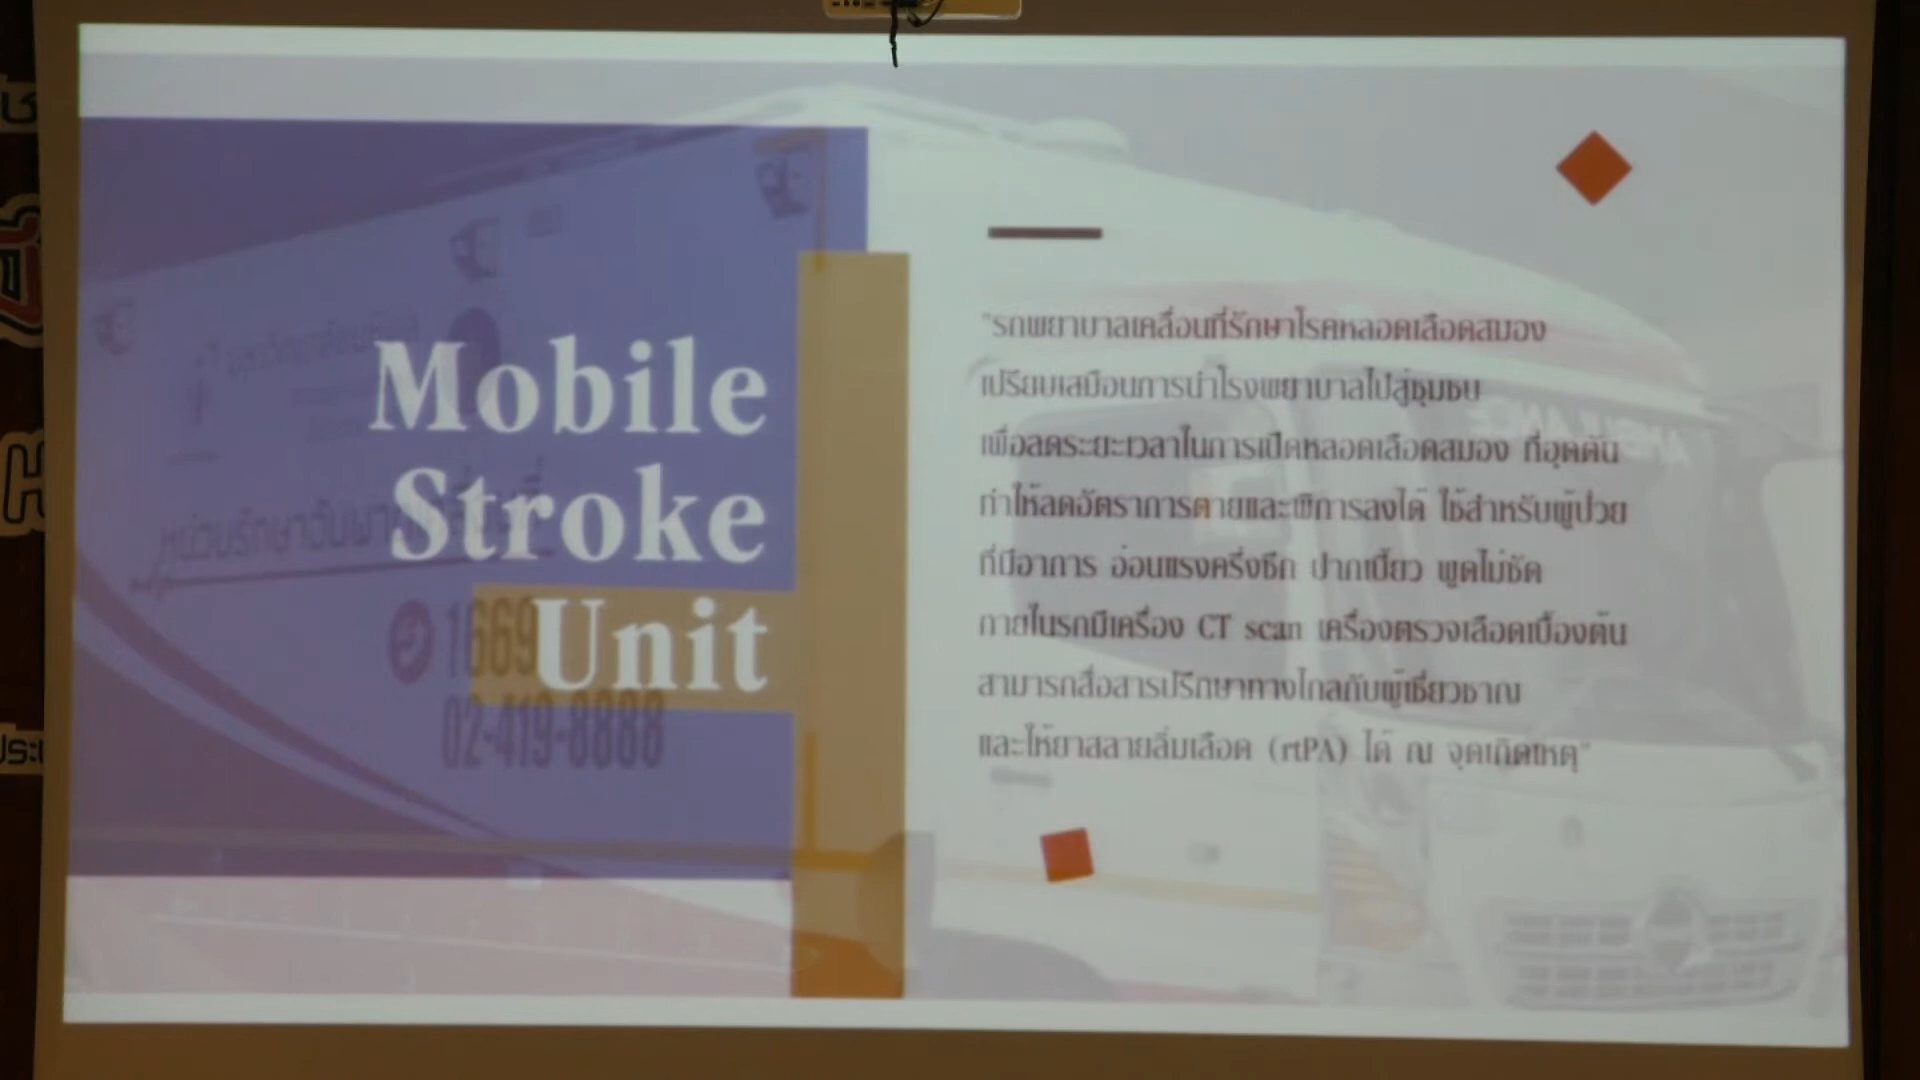 Mobile
Stroke
Unit
1669
02-419-8888
"รถพยาบาลเคลื่อนที่รักษาโรคหลอดเลือดสมอง
เปรียบเสมือนการนำโรงพยาบาลไปสู่ชุมชน
เพื่อลดระยะเวลาในการเปิดหลอดเลือดสมอง ที่อุดตัน
ทำให้ลดอัตราการตายและพิการลงได้ ใช้สำหรับผู้ป่วย
ที่มีอาการ อ่อนแรงครึ่งซีก ปากเบี้ยว พูดไม่ชัด
ภายในรถมีเครื่อง CT scan เครื่องตรวจเลือดเบื้องต้น
สามารถสื่อสารปรึกษาทางไกลกับผู้เชี่ยวชาญ
และให้ยาสลายลิ่มเลือด (rtPA) ได้ ณ จุดเกิดเหตุ"
AMBULANCE